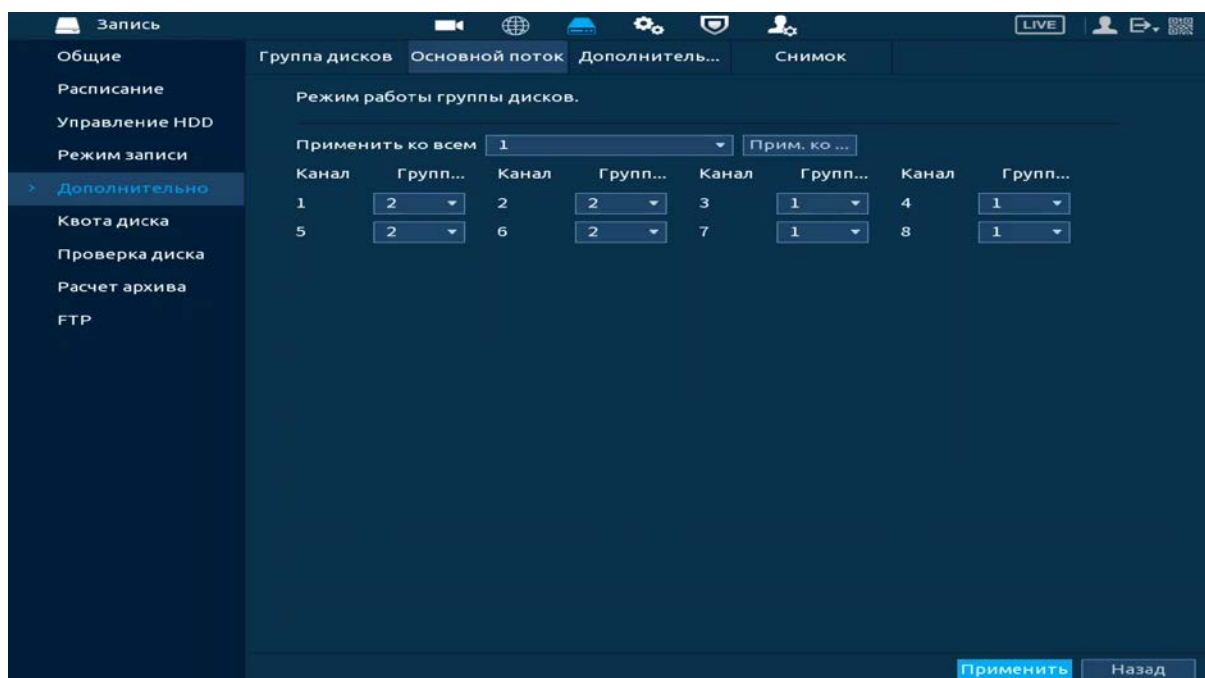 Запись LIVE
Общие
Расписание
Управление HDD
Режим записи
> Дополнительно
Квота диска
Проверка диска
Расчет архива
FTP
Группа дисков Основной поток Дополнитель... Снимок
Режим работы группы дисков.
Применить ко всем 1 Прим. ко ...
Канал Групп... Канал Групп... Канал Групп... Канал Групп...
1 2 2 2 3 1 4 1
5 2 6 2 7 1 8 1
Применить Назад